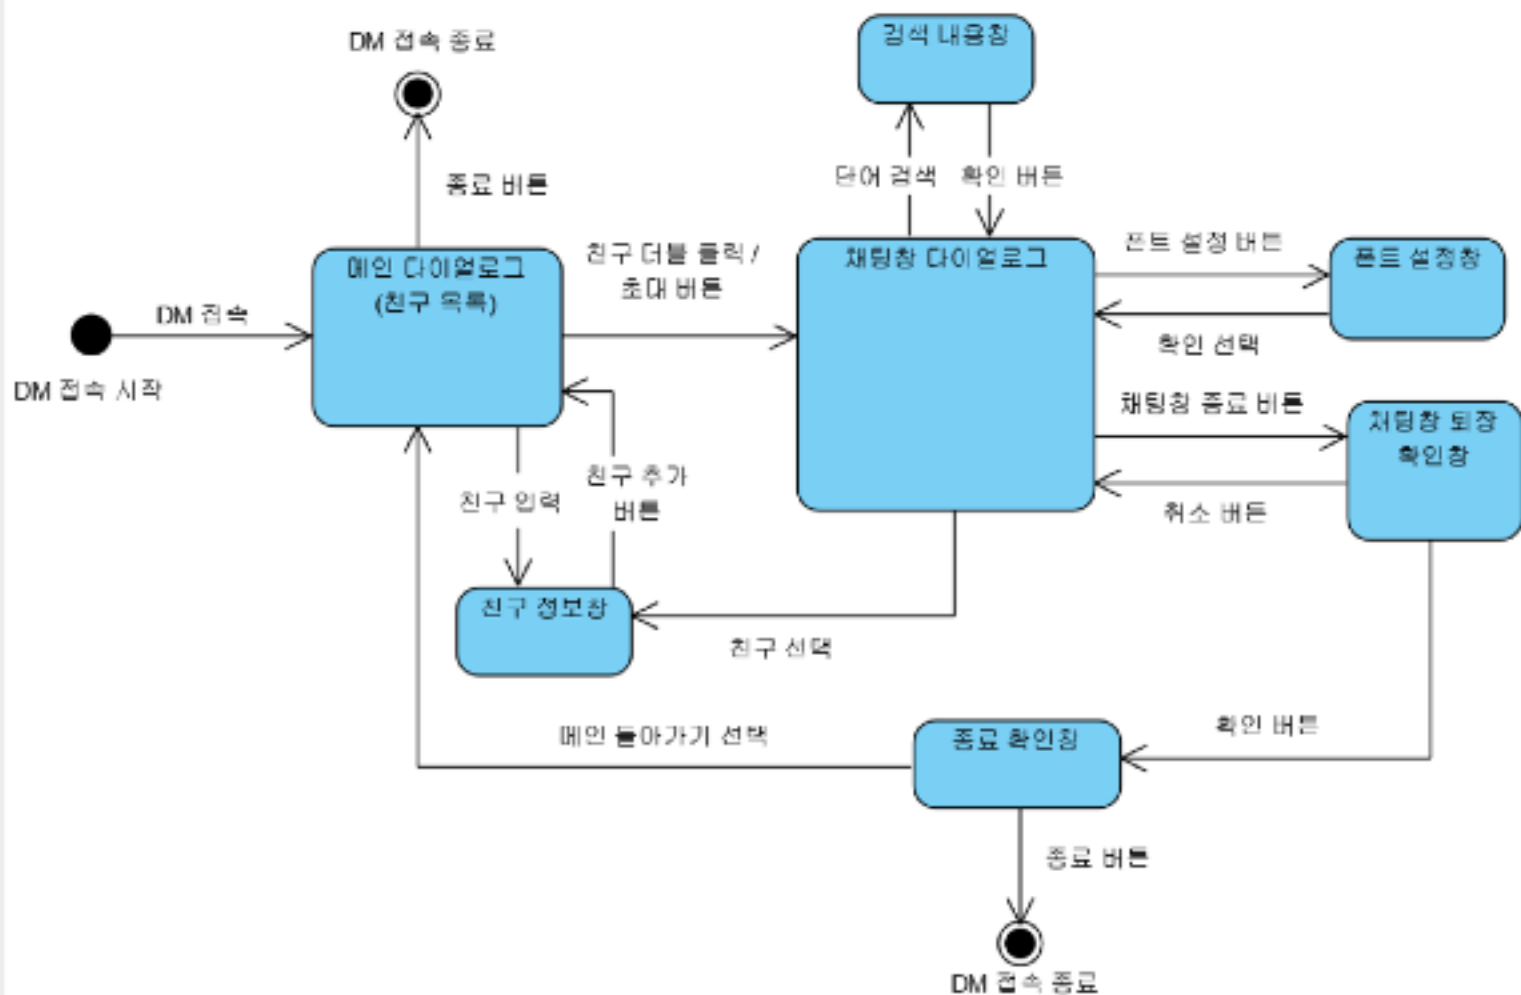 DM 접속 종료
검색 내용창
종료 버튼
단어 검색
확인 버튼
메인 다이얼로그
(친구 목록)
친구 더블 클릭 /
초대 버튼
채팅창 다이얼로그
폰트 설정 버튼
폰트 설정창
확인 선택
DM 접속
DM 접속 시작
채팅창 종료 버튼
채팅창 퇴장
확인창
취소 버튼
친구 입력
친구 추가
버튼
친구 정보창
친구 선택
메인 돌아가기 선택
종료 확인창
확인 버튼
종료 버튼
DM 접속 종료